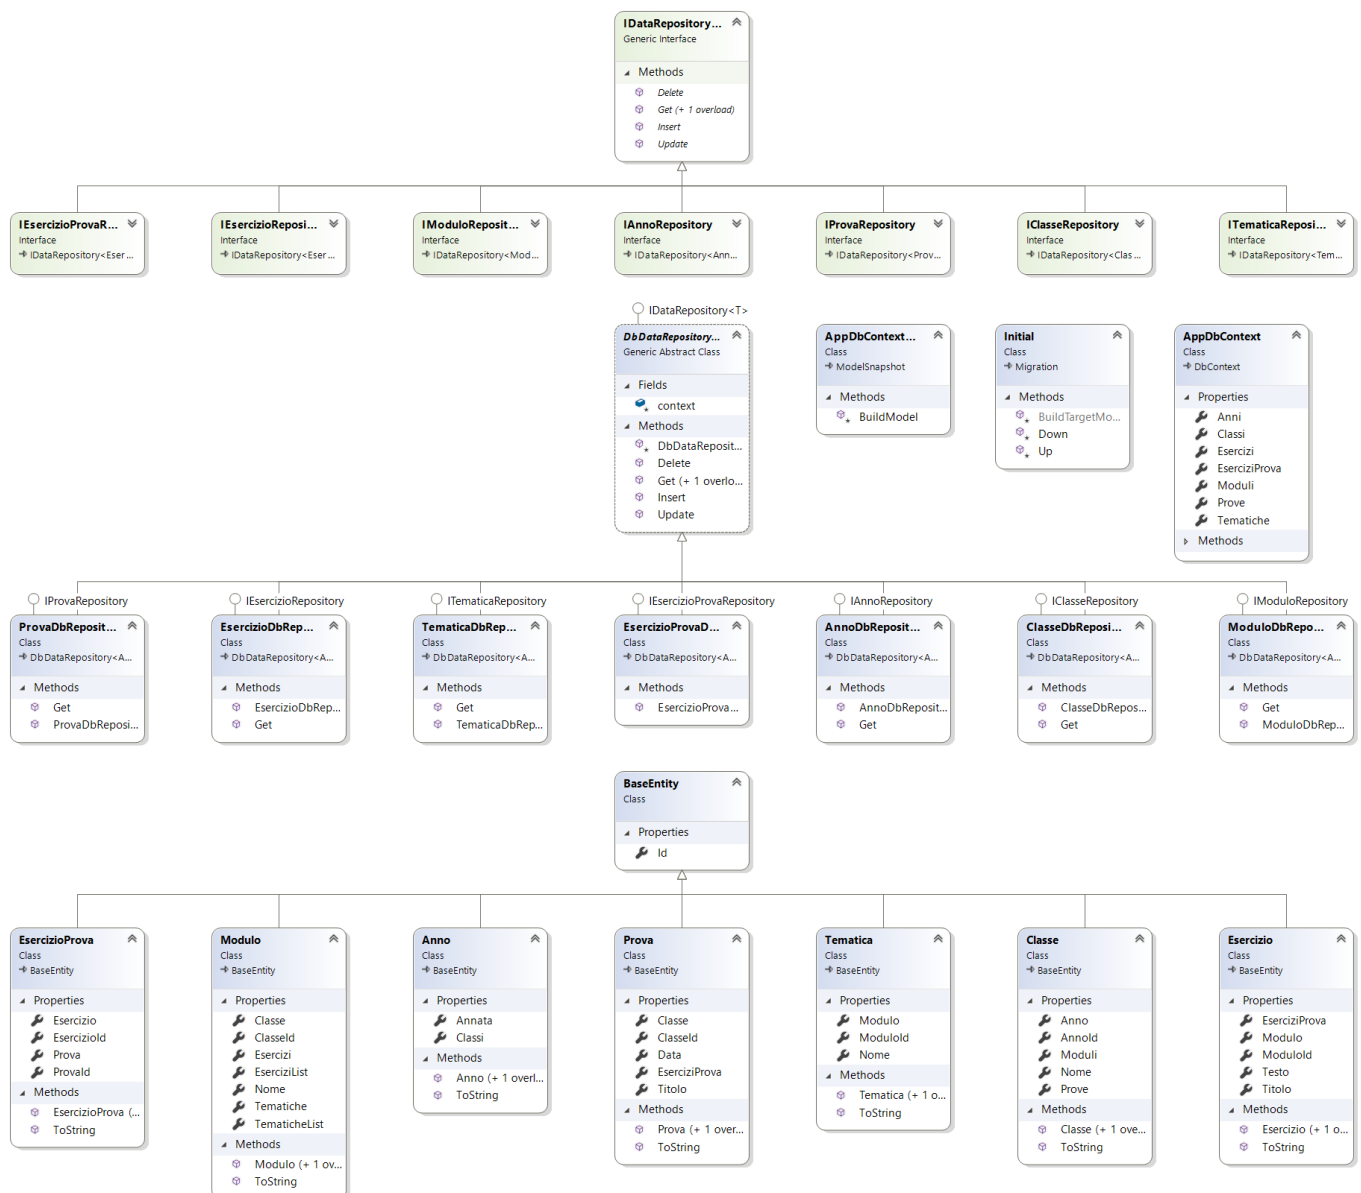 IDataRepository...
Generic Interface
Methods
Delete
Get (+ 1 overload)
Insert
Update
IEsercizioProvaR...
Interface
IDataRepository<Eser...
IEserciziоReposi...
Interface
IDataRepository<Eser...
IModuloReposit...
Interface
IDataRepository<Mod...
IAnnoRepository
Interface
IDataRepository<Ann...
IProvaRepository
Interface
IDataRepository<Prov...
IClasseRepository
Interface
IDataRepository<Clas...
ITematicaReposi...
Interface
IDataRepository<Tem...
IDataRepository<T>
DbDataRepository...
Generic Abstract Class
Fields
context
Methods
DbDataReposit...
Delete
Get (+ 1 overlo...
Insert
Update
AppDbContext...
Class
ModelSnapshot
Methods
BuildModel
Initial
Class
Migration
Methods
BuildTargetMo...
Down
Up
AppDbContext
Class
DbContext
Properties
Anni
Classi
Esercizi
EserciziProva
Moduli
Prove
Tematiche
Methods
IProvaRepository
ProvaDbReposit...
Class
DbDataRepository<A...
Methods
Get
ProvaDbReposi...
IEsercizioRepository
EsercizioDbRep...
Class
DbDataRepository<A...
Methods
EsercizioDbRep...
Get
ITematicaRepository
TematicaDbRep...
Class
DbDataRepository<A...
Methods
Get
TematicaDbRep...
IEsercizioProvaRepository
EsercizioProvaD...
Class
DbDataRepository<A...
Methods
EsercizioProva...
IAnnoRepository
AnnoDbReposit...
Class
DbDataRepository<A...
Methods
AnnoDbReposit...
Get
IClasseRepository
ClasseDbReposi...
Class
DbDataRepository<A...
Methods
ClasseDbRepos...
Get
IModuloRepository
ModuloDbRepo...
Class
DbDataRepository<A...
Methods
Get
ModuloDbRep...
BaseEntity
Class
Properties
Id
EsercizioProva
Class
BaseEntity
Properties
Esercizio
EsercizioId
Prova
ProvaId
Methods
EsercizioProva (...
ToString
Modulo
Class
BaseEntity
Properties
Classe
ClasseId
Esercizi
EserciziList
Nome
Tematiche
TematicheList
Methods
Modulo (+ 1 ov...
ToString
Anno
Class
BaseEntity
Properties
Annata
Classi
Methods
Anno (+ 1 overl...
ToString
Prova
Class
BaseEntity
Properties
Classe
ClasseId
Data
EserciziProva
Titolo
Methods
Prova (+ 1 over...
ToString
Tematica
Class
BaseEntity
Properties
Modulo
ModuloId
Nome
Methods
Tematica (+ 1 o...
ToString
Classe
Class
BaseEntity
Properties
Anno
AnnoId
Moduli
Nome
Prove
Methods
Classe (+ 1 ove...
ToString
Esercizio
Class
BaseEntity
Properties
EserciziProva
Modulo
ModuloId
Testo
Titolo
Methods
Esercizio (+ 1 o...
ToString